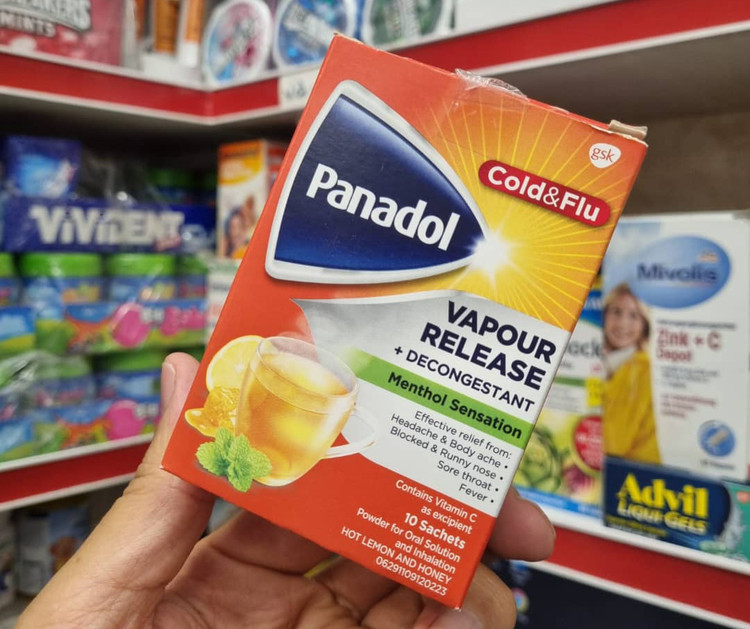 MINTS
ViViDENT
gsk
Cold&Flu
Panadol
VAPOUR
RELEASE
+ DECONGESTANT
Menthol Sensation
Effective relief from:
Headache & Body ache •
Blocked & Runny nose •
Sore throat •
Fever •
Contains Vitamin C
as excipient
10 Sachets
Powder for Oral Solution
and Inhalation
HOT LEMON AND HONEY
06291109120223
Mivolis
Zink + C
Depot
Advil
LIQUI-GELS